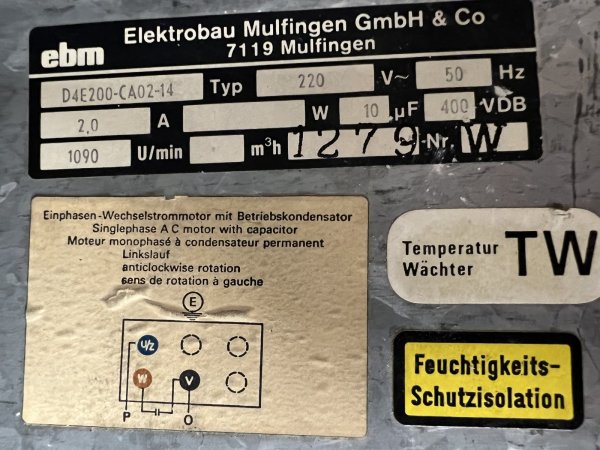 ebm Elektrobau Mulfingen GmbH & Co
7119 Mulfingen
D4E200-CA02-14 Typ 220 V~ 50 Hz
2,0 A W 10 µF 400 VDB
1090 U/min m³h 1279-Nr. W
Einphasen-Wechselstrommotor mit Betriebskondensator
Singlephase A C motor with capacitor
Moteur monophasé à condensateur permanent
Linkslauf
anticlockwise rotation
sens de rotation à gauche
E
U/Z
W V
P O
Temperatur
Wächter
TW
Feuchtigkeits-
Schutzisolation